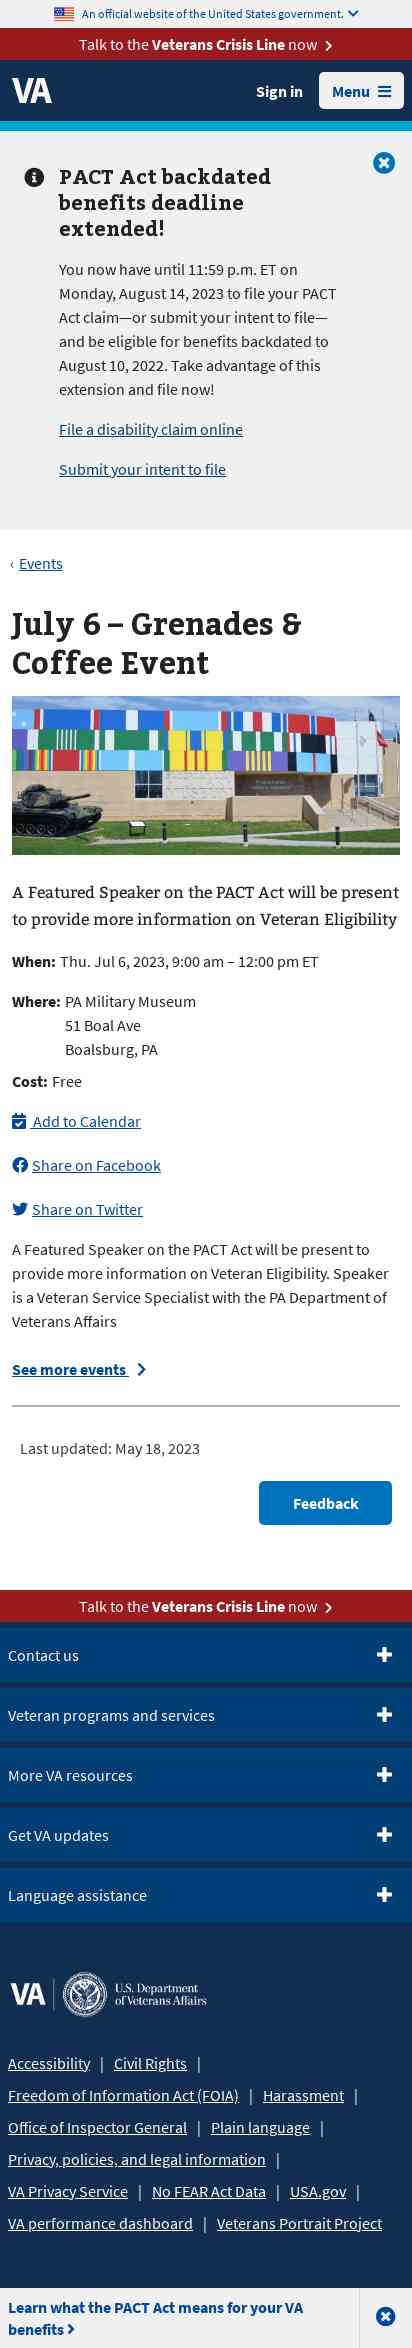 An official website of the United States government.
Talk to the Veterans Crisis Line now
VA
Sign in
Menu
PACT Act backdated
benefits deadline
extended!
You now have until 11:59 p.m. ET on
Monday, August 14, 2023 to file your PACT
Act claim—or submit your intent to file—
and be eligible for benefits backdated to
August 10, 2022. Take advantage of this
extension and file now!
File a disability claim online
Submit your intent to file
‹ Events
July 6 – Grenades &
Coffee Event
A Featured Speaker on the PACT Act will be present
to provide more information on Veteran Eligibility
When: Thu. Jul 6, 2023, 9:00 am – 12:00 pm ET
Where: PA Military Museum
51 Boal Ave
Boalsburg, PA
Cost: Free
Add to Calendar
Share on Facebook
Share on Twitter
A Featured Speaker on the PACT Act will be present to
provide more information on Veteran Eligibility. Speaker
is a Veteran Service Specialist with the PA Department of
Veterans Affairs
See more events
Last updated: May 18, 2023
Feedback
Talk to the Veterans Crisis Line now
Contact us
Veteran programs and services
More VA resources
Get VA updates
Language assistance
VA | U.S. Department
of Veterans Affairs
Accessibility | Civil Rights |
Freedom of Information Act (FOIA) | Harassment |
Office of Inspector General | Plain language |
Privacy, policies, and legal information |
VA Privacy Service | No FEAR Act Data | USA.gov |
VA performance dashboard | Veterans Portrait Project
Learn what the PACT Act means for your VA
benefits